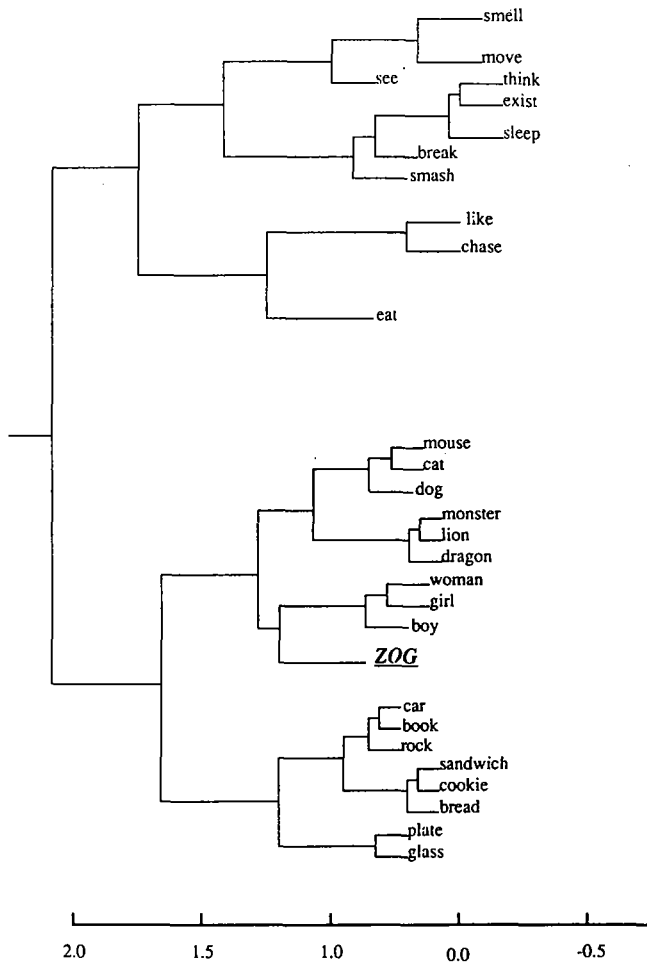 smell
move
see
think
exist
sleep
break
smash
like
chase
eat
mouse
cat
dog
monster
lion
dragon
woman
girl
boy
ZOG
car
book
rock
sandwich
cookie
bread
plate
glass
2.0 1.5 1.0 0.0 -0.5